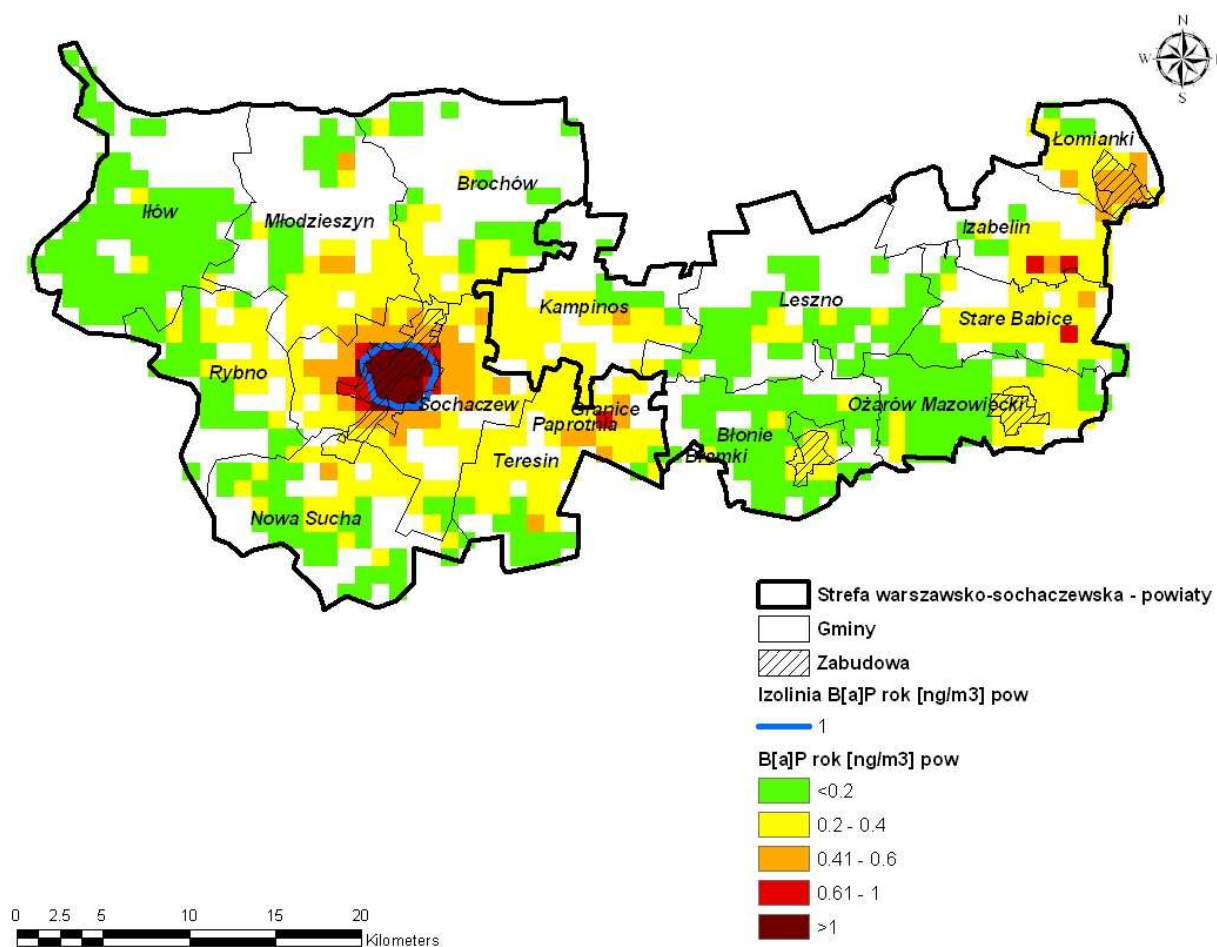 N
W
S
Łomianki
Brochów
Iłów
Młodzieszyn
Izabelin
Leszno
Kampinos
Stare Babice
Rybno
Sochaczew
Granice
Ożarów Mazowiecki
Paprotnia
Błonie
Teresin
Bramki
Nowa Sucha
Strefa warszawsko-sochaczewska - powiaty
Gminy
Zabudowa
Izolinia B[a]P rok [ng/m3] pow
1
B[a]P rok [ng/m3] pow
<0.2
0.2 - 0.4
0.41 - 0.6
0.61 - 1
>1
0 2.5 5 10 15 20
Kilometers